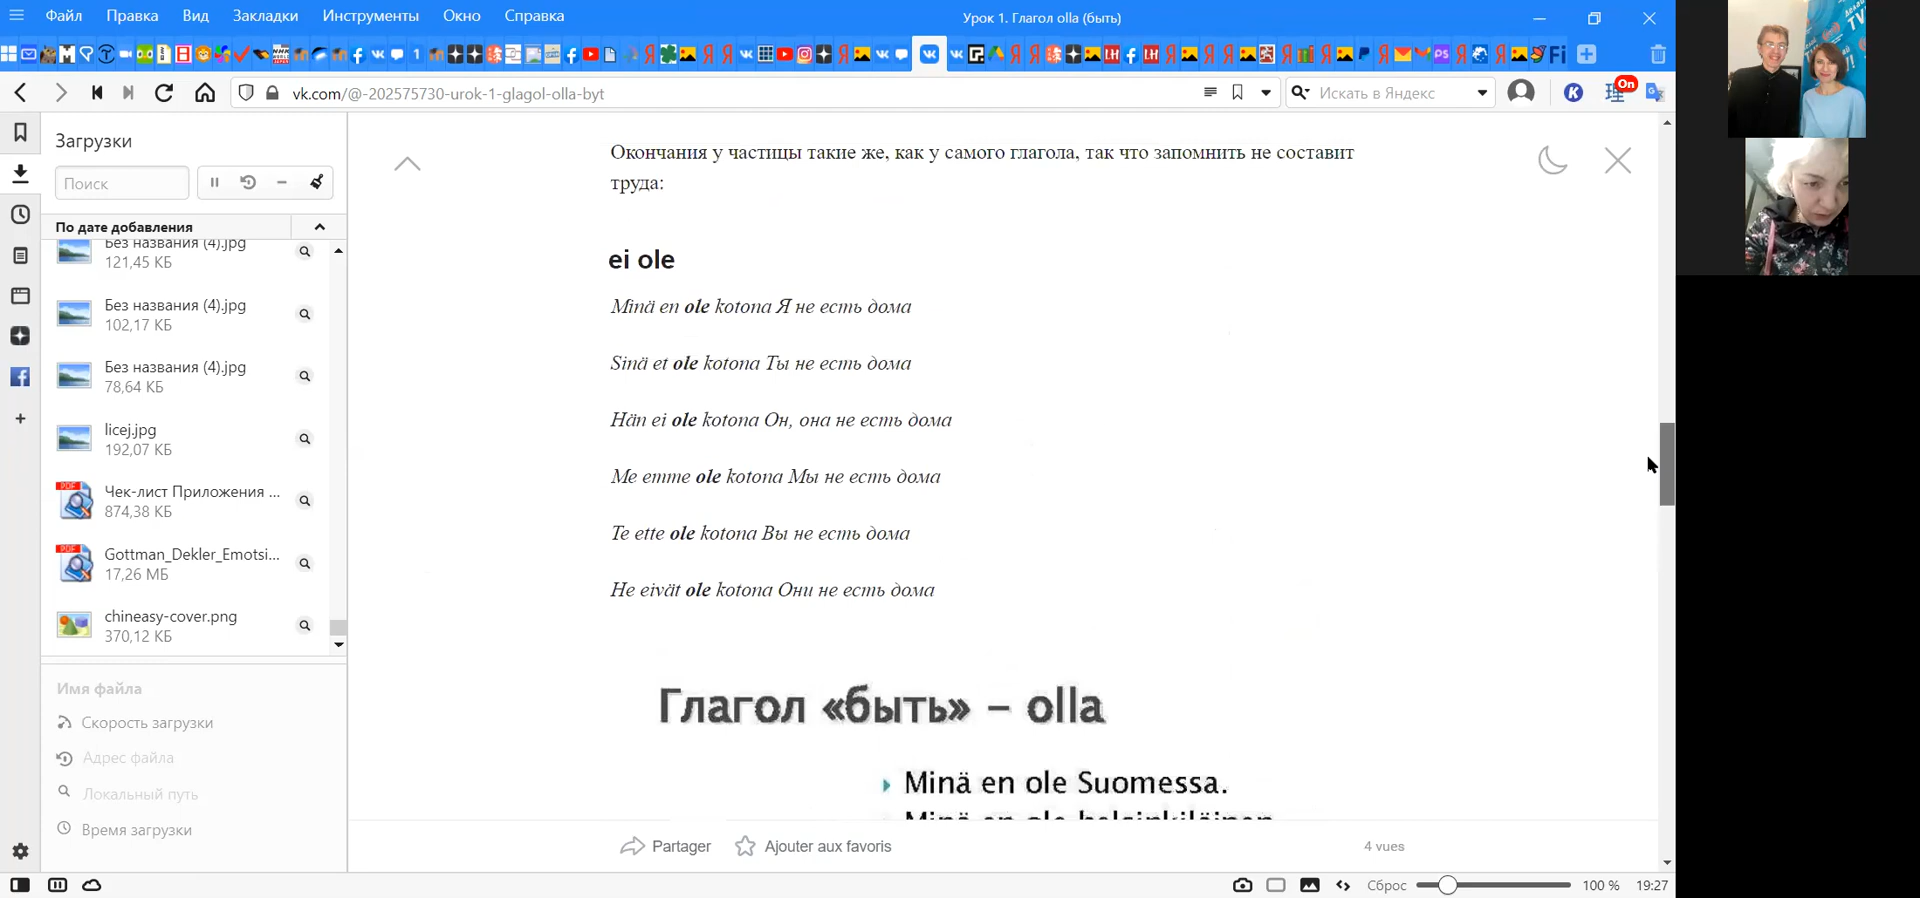 Файл Правка Вид Закладки Инструменты Окно Справка
Урок 1. Глагол olla (быть)
vk.com/@-202575730-urok-1-glagol-olla-byt
Искать в Яндекс
On
Загрузки
Поиск
По дате добавления
Без названия (4).jpg
121,45 КБ
Без названия (4).jpg
102,17 КБ
Без названия (4).jpg
78,64 КБ
licej.jpg
192,07 КБ
Чек-лист Приложения ...
874,38 КБ
Gottman_Dekler_Emotsi...
17,26 МБ
chineasy-cover.png
370,12 КБ
Имя файла
Скорость загрузки
Адрес файла
Локальный путь
Время загрузки
Окончания у частицы такие же, как у самого глагола, так что запомнить не составит
труда:
ei ole
Minä en ole kotona Я не есть дома
Sinä et ole kotona Ты не есть дома
Hän ei ole kotona Он, она не есть дома
Me emme ole kotona Мы не есть дома
Te ette ole kotona Вы не есть дома
He eivät ole kotona Они не есть дома
Глагол «быть» – olla
Minä en ole Suomessa.
Minä en ole helsinkiläinen
Partager
Ajouter aux favoris
4 vues
Сброс
100 %
19:27